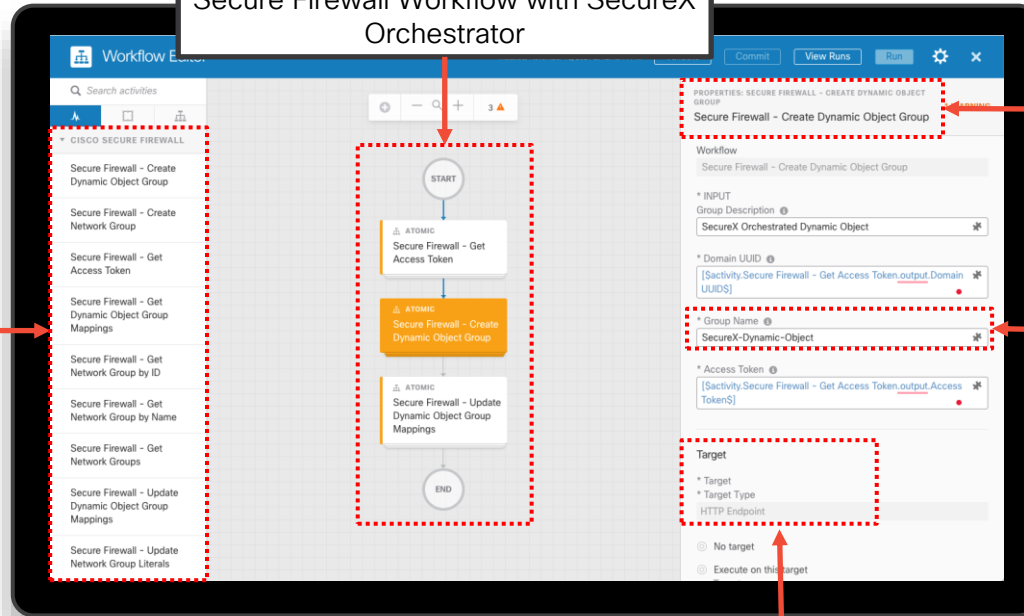 Secure Firewall Workflow with SecureX
Orchestrator
Workflow Editor
Commit
View Runs
Run
Search activities
CISCO SECURE FIREWALL
Secure Firewall - Create
Dynamic Object Group
Secure Firewall - Create
Network Group
Secure Firewall - Get
Access Token
Secure Firewall - Get
Dynamic Object Group
Mappings
Secure Firewall - Get
Network Group by ID
Secure Firewall - Get
Network Group by Name
Secure Firewall - Get
Network Groups
Secure Firewall - Update
Dynamic Object Group
Mappings
Secure Firewall - Update
Network Group Literals
3
START
ATOMIC
Secure Firewall - Get
Access Token
ATOMIC
Secure Firewall - Create
Dynamic Object Group
ATOMIC
Secure Firewall - Update
Dynamic Object Group
Mappings
END
PROPERTIES: SECURE FIREWALL - CREATE DYNAMIC OBJECT
GROUP
Secure Firewall - Create Dynamic Object Group
Workflow
Secure Firewall - Create Dynamic Object Group
* INPUT
Group Description
SecureX Orchestrated Dynamic Object
* Domain UUID
[$activity.Secure Firewall - Get Access Token.output.Domain
UUID$]
* Group Name
SecureX-Dynamic-Object
* Access Token
[$activity.Secure Firewall - Get Access Token.output.Access
Token$]
Target
* Target
* Target Type
HTTP Endpoint
No target
Execute on this target